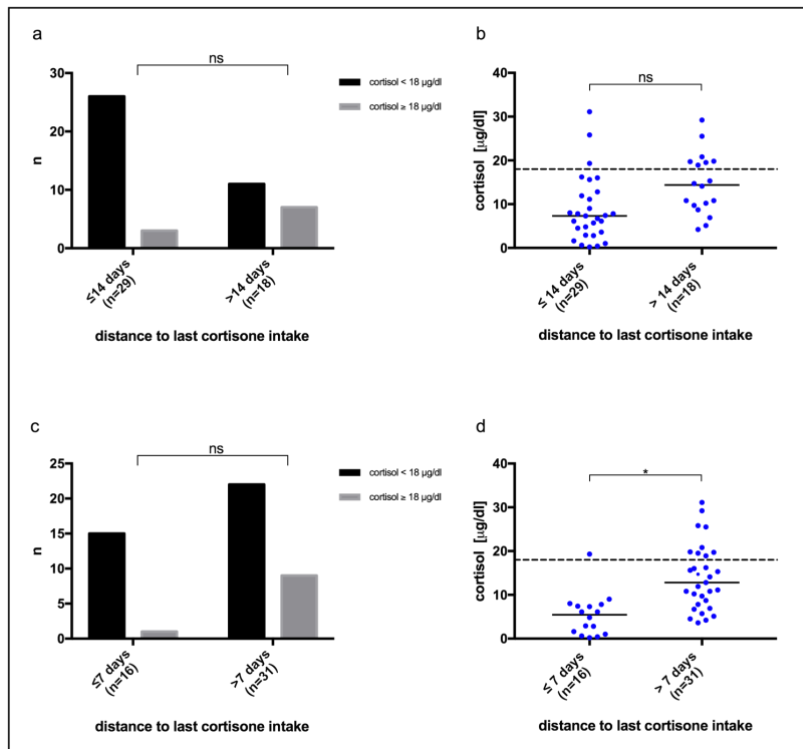 a
ns
30
20
10
0
n
cortisol < 18 µg/dl
cortisol ≥ 18 µg/dl
≤14 days
(n=29)
>14 days
(n=18)
distance to last cortisone intake
b
ns
40
30
20
10
0
cortisol [µg/dl]
≤ 14 days
(n=29)
> 14 days
(n=18)
distance to last cortisone intake
c
ns
25
20
15
10
5
0
n
cortisol < 18 µg/dl
cortisol ≥ 18 µg/dl
≤7 days
(n=16)
>7 days
(n=31)
distance to last cortisone intake
d
*
40
30
20
10
0
cortisol [µg/dl]
≤ 7 days
(n=16)
> 7 days
(n=31)
distance to last cortisone intake